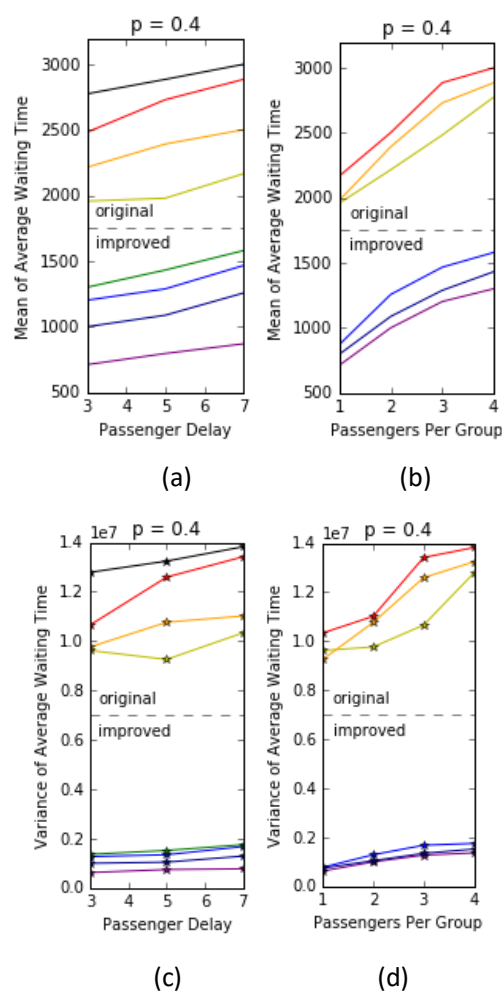 p = 0.4
Mean of Average Waiting Time
3000
2500
2000
1500
1000
500
original
improved
3 4 5 6 7
Passenger Delay
(a)
p = 0.4
Mean of Average Waiting Time
3000
2500
2000
1500
1000
500
original
improved
1 2 3 4
Passengers Per Group
(b)
1e7
p = 0.4
Variance of Average Waiting Time
1.4
1.2
1.0
0.8
0.6
0.4
0.2
0.0
original
improved
3 4 5 6 7
Passenger Delay
(c)
1e7
p = 0.4
Variance of Average Waiting Time
1.4
1.2
1.0
0.8
0.6
0.4
0.2
0.0
original
improved
1 2 3 4
Passengers Per Group
(d)